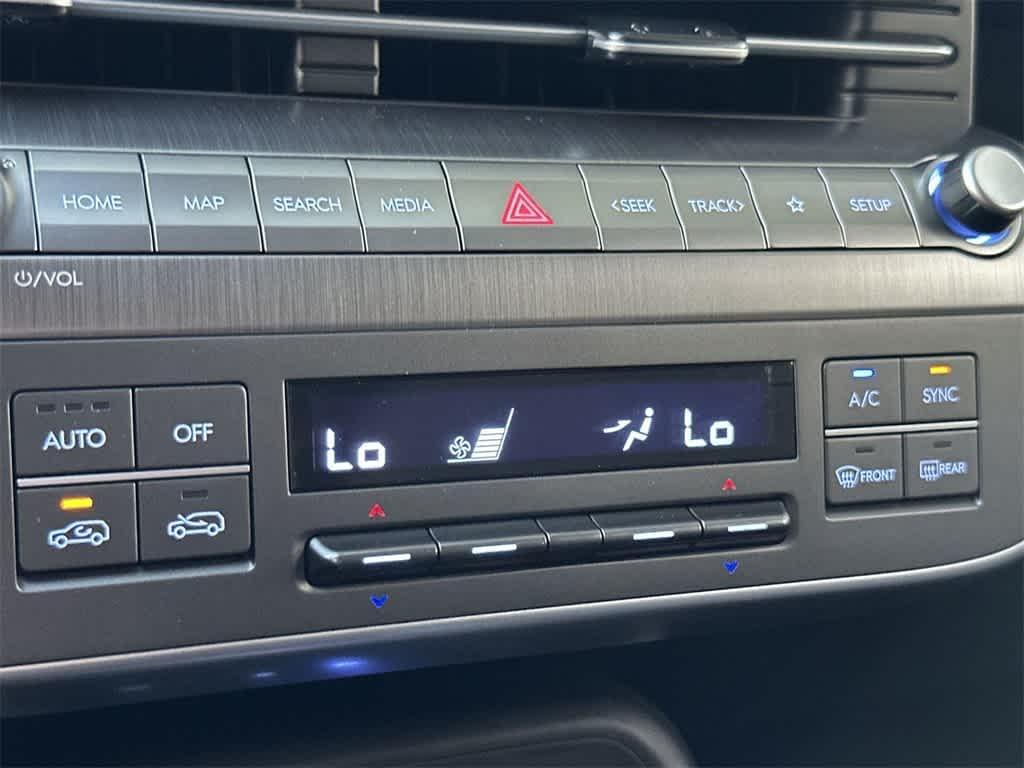 HOME MAP SEARCH MEDIA <SEEK TRACK> SETUP
/VOL
AUTO OFF
Lo Lo
A/C SYNC
FRONT REAR